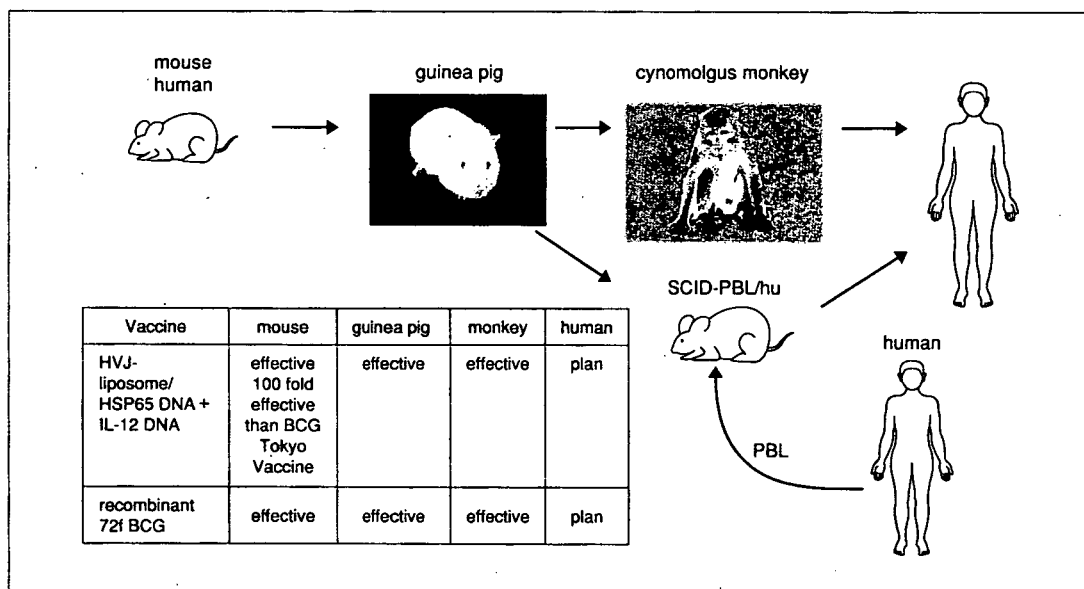 mouse
human
guinea pig
cynomolgus monkey
SCID-PBL/hu
human
PBL
Vaccine mouse guinea pig monkey human
HVJ- effective effective effective plan
liposome/ 100 fold
HSP65 DNA + effective
IL-12 DNA than BCG
Tokyo
Vaccine
recombinant
72f BCG effective effective effective plan